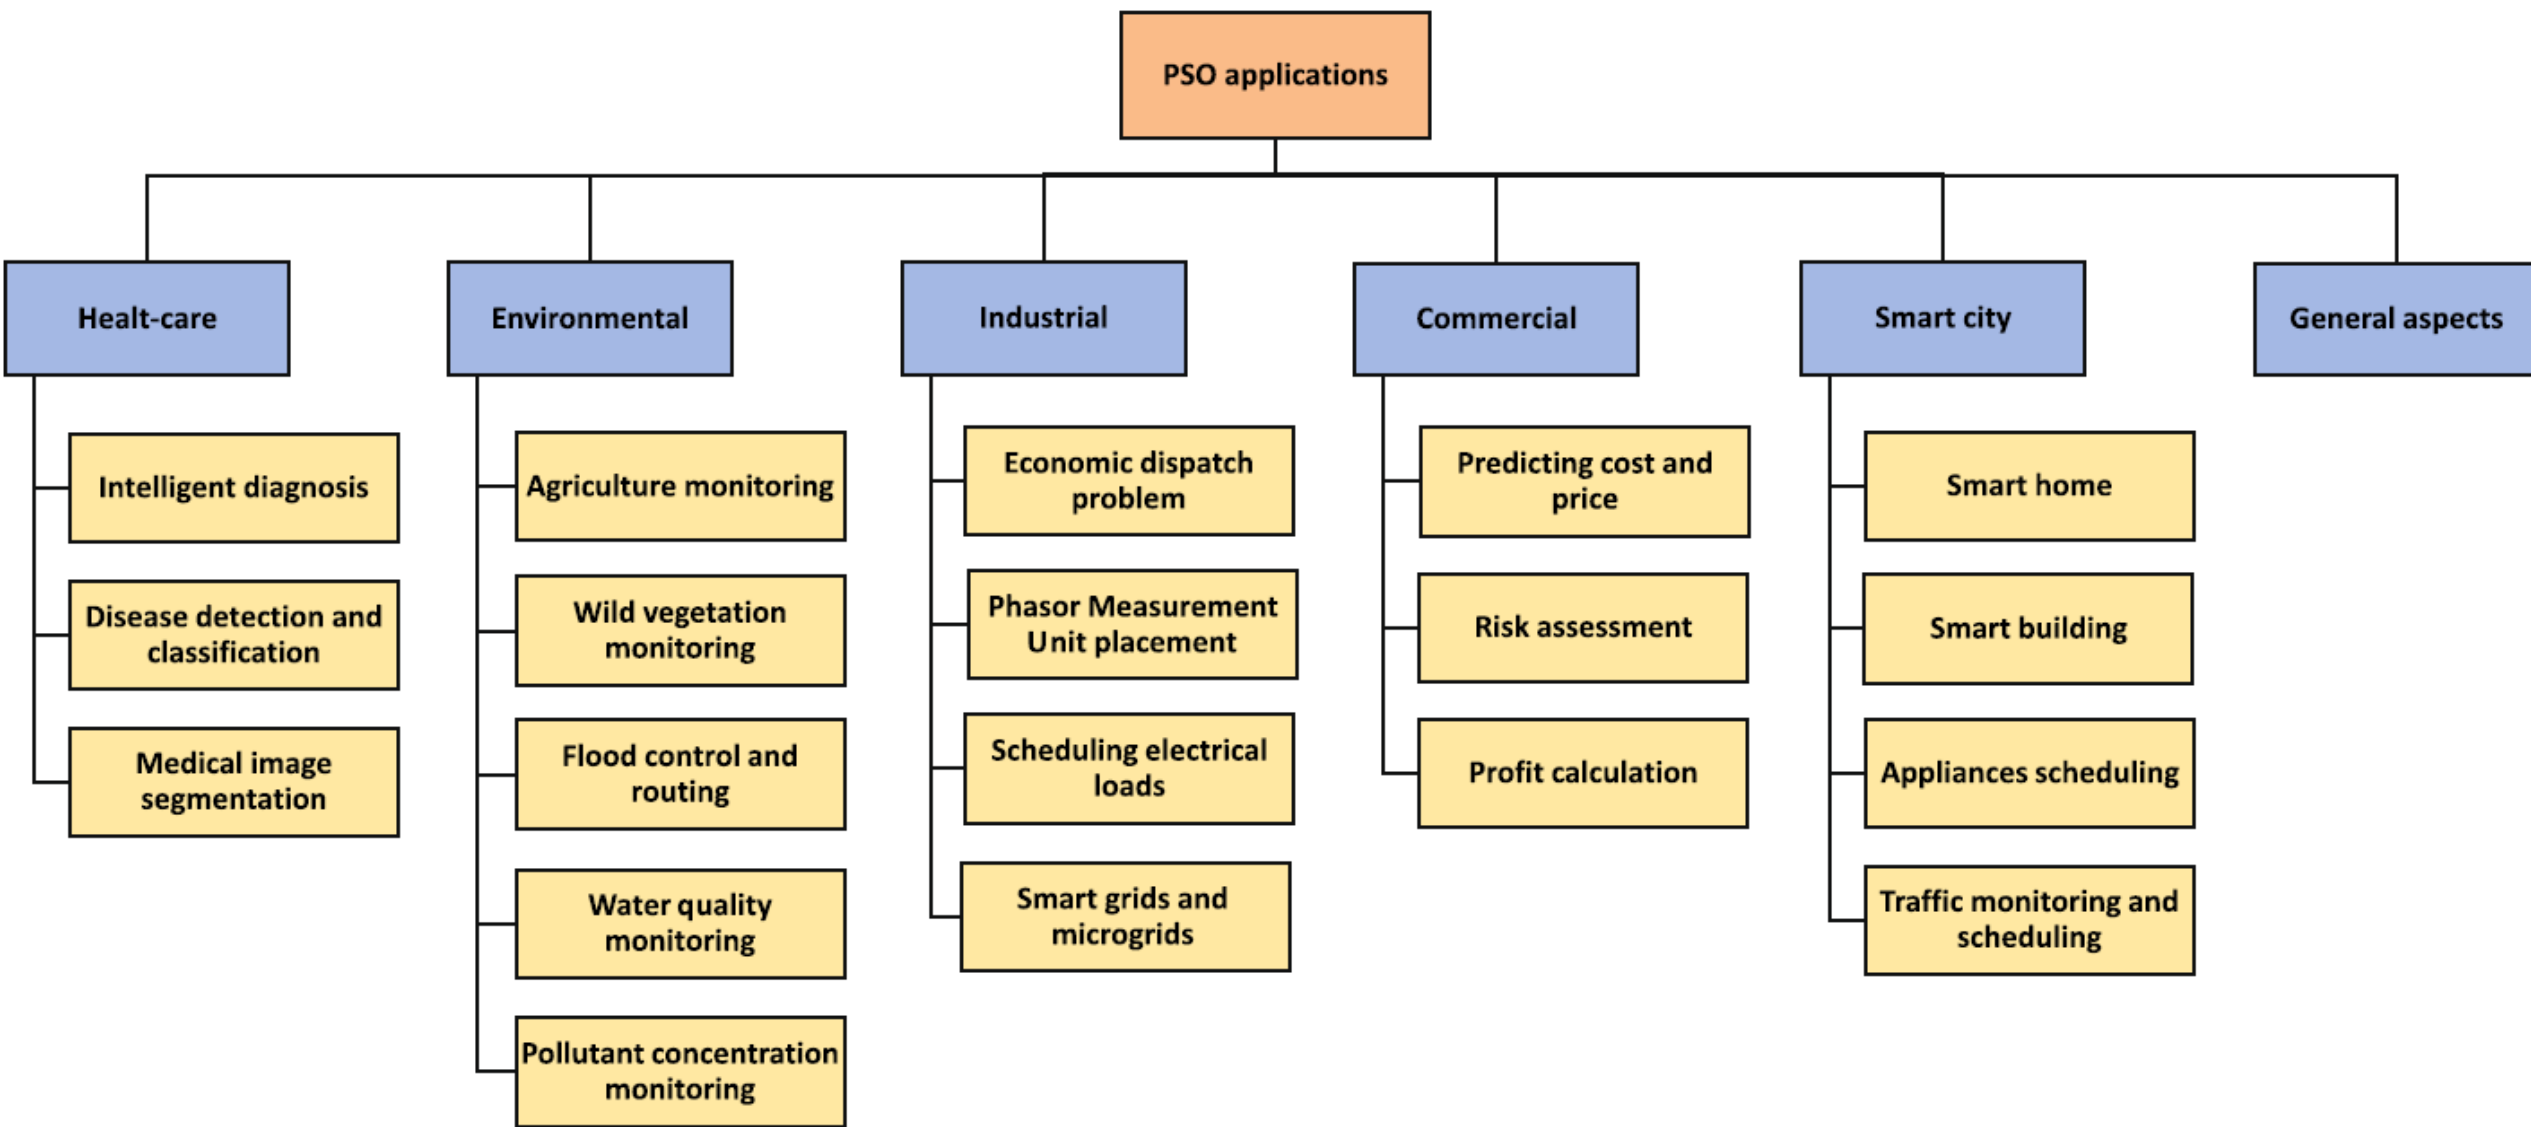 PSO applications
Healt-care
Environmental
Industrial
Commercial
Smart city
General aspects
Intelligent diagnosis
Disease detection and
classification
Medical image
segmentation
Agriculture monitoring
Wild vegetation
monitoring
Flood control and
routing
Water quality
monitoring
Pollutant concentration
monitoring
Economic dispatch
problem
Phasor Measurement
Unit placement
Scheduling electrical
loads
Smart grids and
microgrids
Predicting cost and
price
Risk assessment
Profit calculation
Smart home
Smart building
Appliances scheduling
Traffic monitoring and
scheduling